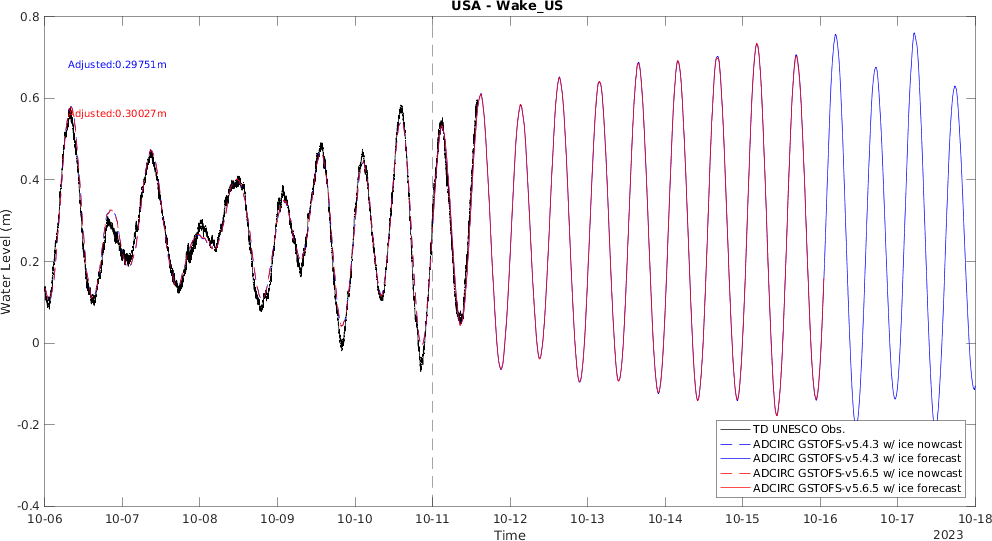 USA - Wake_US
0.8
Adjusted:0.29751m
0.6
Adjusted:0.30027m
0.4
0.2
0
-0.2
-0.4
Water Level (m)
TD UNESCO Obs.
ADCIRC GSTOFS-v5.4.3 w/ ice nowcast
ADCIRC GSTOFS-v5.4.3 w/ ice forecast
ADCIRC GSTOFS-v5.6.5 w/ ice nowcast
ADCIRC GSTOFS-v5.6.5 w/ ice forecast
10-06 10-07 10-08 10-09 10-10 10-11 10-12 10-13 10-14 10-15 10-16 10-17 10-18
Time
2023